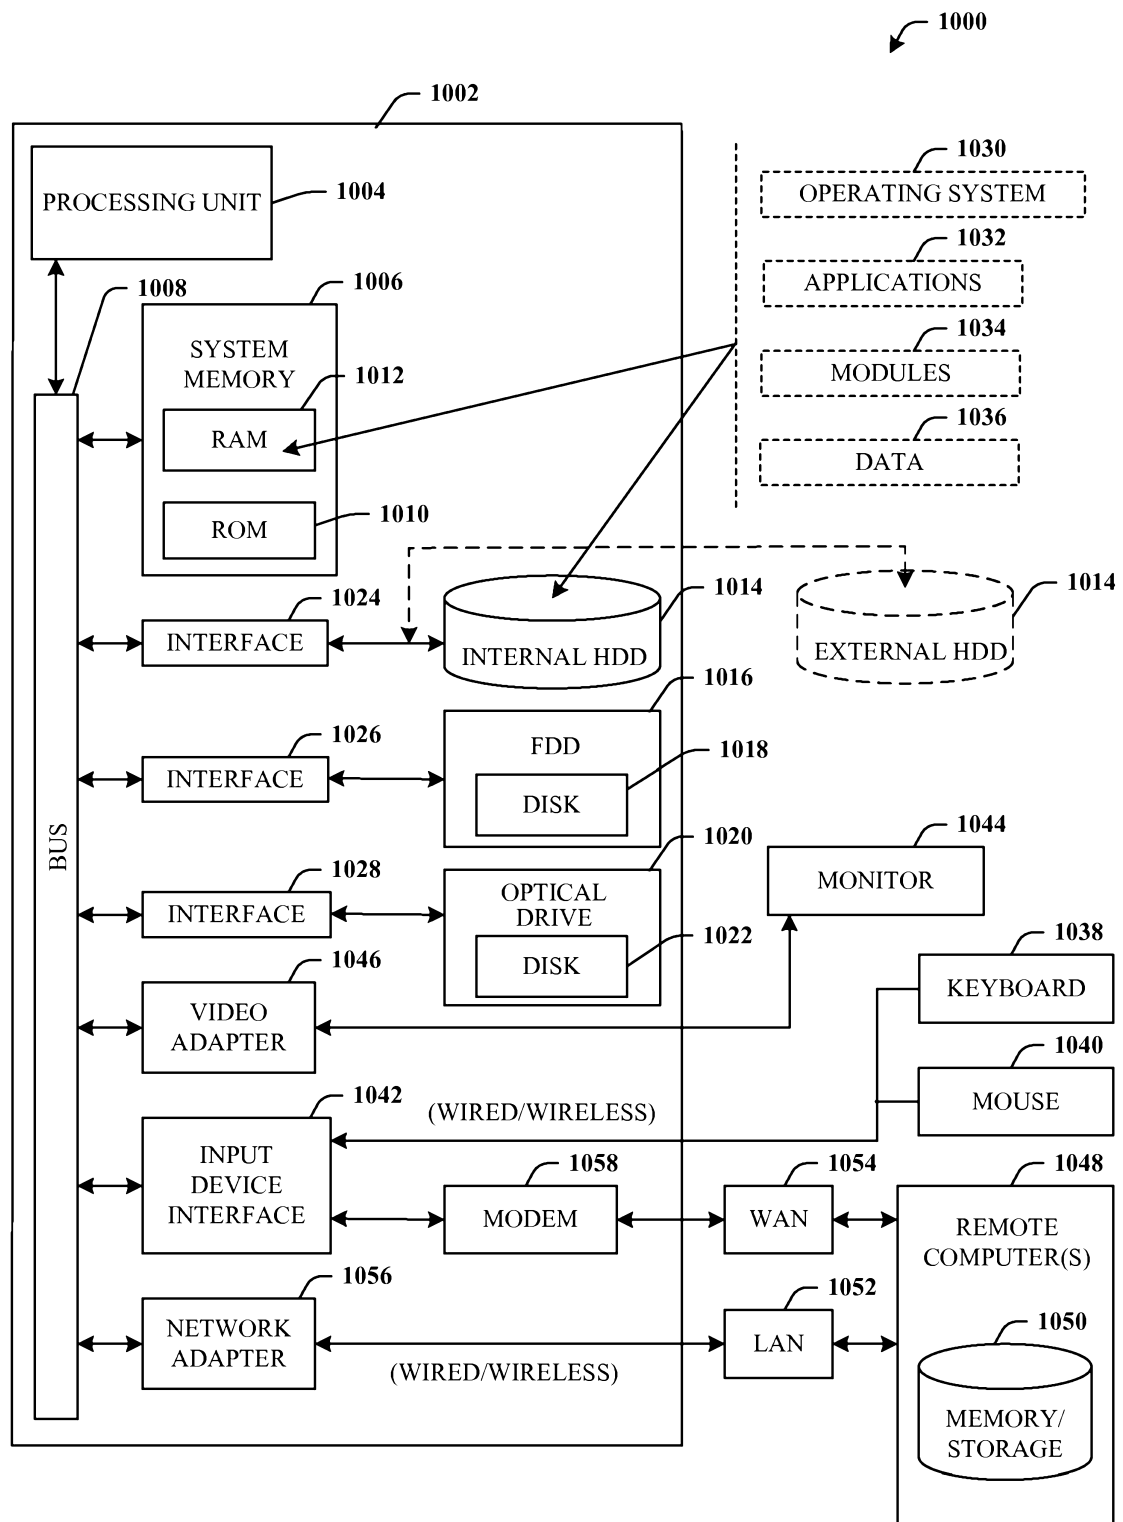 1000
1002
1030
PROCESSING UNIT
1004
OPERATING SYSTEM
1032
1008
1006
APPLICATIONS
1034
SYSTEM
MEMORY
1012
MODULES
RAM
1036
DATA
ROM
1010
1024
1014
1014
INTERFACE
INTERNAL HDD
EXTERNAL HDD
1016
1026
FDD
1018
INTERFACE
DISK
BUS
1044
1020
1028
MONITOR
OPTICAL
DRIVE
INTERFACE
1022
1038
1046
DISK
KEYBOARD
VIDEO
ADAPTER
1040
1042
(WIRED/WIRELESS)
MOUSE
INPUT
DEVICE
INTERFACE
1058
1054
1048
MODEM
WAN
REMOTE
COMPUTER(S)
1056
1052
NETWORK
ADAPTER
LAN
1050
(WIRED/WIRELESS)
MEMORY/
STORAGE